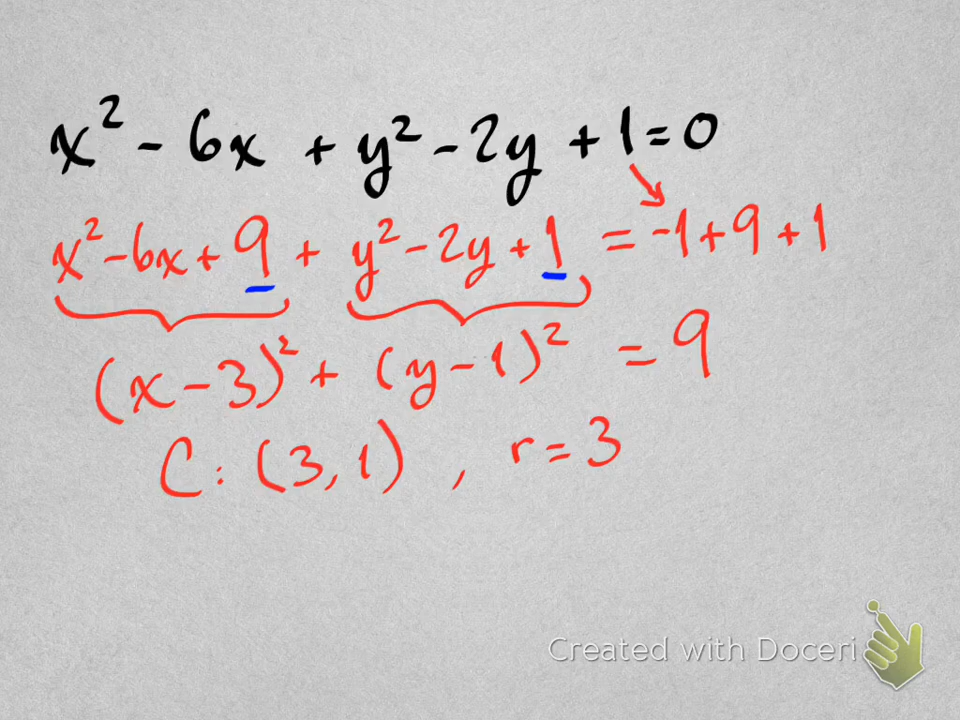 x² - 6x + y² - 2y + 1 = 0
x² - 6x + 9 + y² - 2y + 1 = -1 + 9 + 1
(x - 3)² + (y - 1)² = 9
C: (3, 1) , r = 3
Created with Doceri